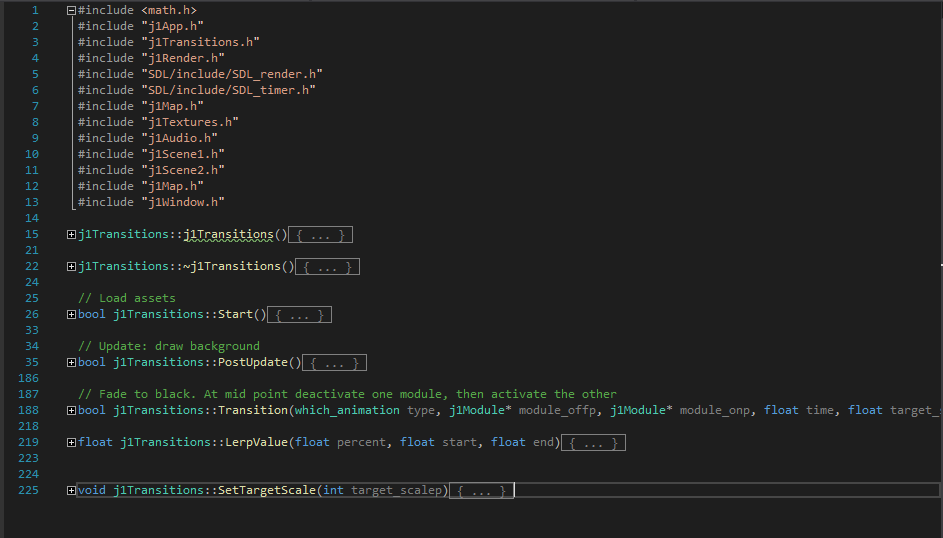 1 #include <math.h>
2 #include "j1App.h"
3 #include "j1Transitions.h"
4 #include "j1Render.h"
5 #include "SDL/include/SDL_render.h"
6 #include "SDL/include/SDL_timer.h"
7 #include "j1Map.h"
8 #include "j1Textures.h"
9 #include "j1Audio.h"
10 #include "j1Scene1.h"
11 #include "j1Scene2.h"
12 #include "j1Map.h"
13 #include "j1Window.h"
14
15 j1Transitions::j1Transitions(){ ... }
21
22 j1Transitions::~j1Transitions(){ ... }
24
25 // Load assets
26 bool j1Transitions::Start(){ ... }
33
34 // Update: draw background
35 bool j1Transitions::PostUpdate(){ ... }
186
187 // Fade to black. At mid point deactivate one module, then activate the other
188 bool j1Transitions::Transition(which_animation type, j1Module* module_offp, j1Module* module_onp, float time, float target_
218
219 float j1Transitions::LerpValue(float percent, float start, float end){ ... }
223
224
225 void j1Transitions::SetTargetScale(int target_scalep){ ... }